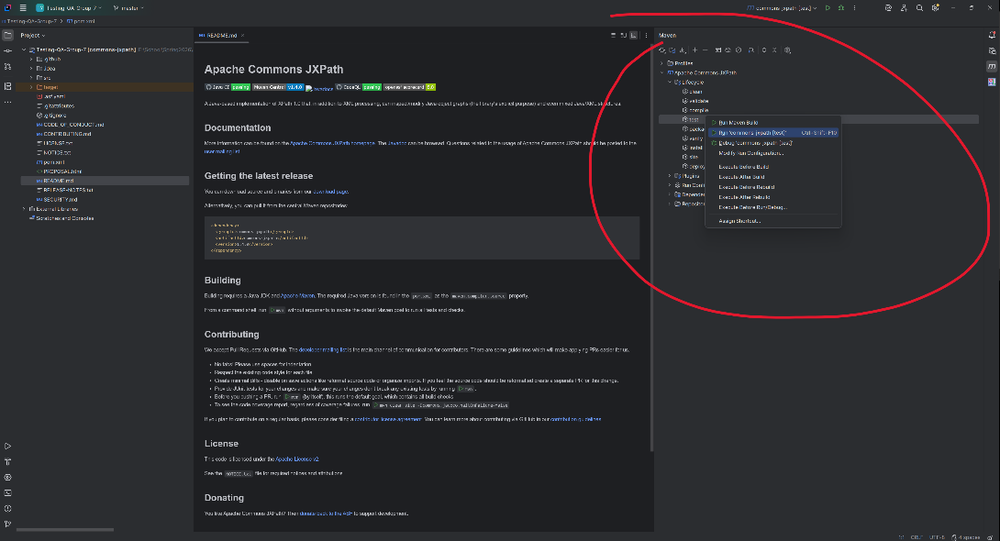 Testing-QA-Group-7
master
commons-jxpath [test]
Testing-QA-Group-7 > pom.xml
Project
Testing-QA-Group-7 [commons-jxpath]
.github
.idea
src
target
.asf.yaml
.gitattributes
.gitignore
CODE_OF_CONDUCT.md
CONTRIBUTING.md
LICENSE.txt
NOTICE.txt
pom.xml
PROPOSAL.html
README.md
RELEASE-NOTES.txt
SECURITY.md
External Libraries
Scratches and Consoles
README.md
Apache Commons JXPath
Java CI passing Maven Central v1.4.0 Javadocs CodeQL passing openssf scorecard
A Java-based implementation of XPath 1.0 that, in addition to XML processing, can inspect/modify Java object graphs (the library's explicit purpose) and even mixed Java/XML structures.
Documentation
More information can be found on the Apache Commons JXPath homepage. The Javadoc can be browsed. Questions related to the usage of Apache Commons JXPath should be posted to the
user mailing list.
Getting the latest release
You can download source and binaries from our download page.
Alternatively, you can pull it from the central Maven repositories:
<dependency>
</dependency>
Building
Building requires a Java JDK and Apache Maven. The required Java version is found in the pom.xml as the maven.compiler.source property.
From a command shell, run mvn without arguments to invoke the default Maven goal to run all tests and checks.
Contributing
We accept Pull Requests via GitHub. The developer mailing list is the main channel of communication for contributors. There are some guidelines which will make applying PRs easier for us:
• No tabs! Please use spaces for indentation.
• Respect the existing code style for each file.
• Create minimal diffs - disable on save actions like reformat source code or organize imports. If you feel the source code should be reformatted create a separate PR for this change.
• Provide JUnit tests for your changes and make sure your changes don't break any existing tests by running mvn.
• Before you pushing a PR, run mvn (by itself), this runs the default goal, which contains all build checks.
• To see the code coverage report, regardless of coverage failures, run mvn clean site -Dcommons.jacoco.haltOnFailure=false
If you plan to contribute on a regular basis, please consider filing a contributor license agreement. You can learn more about contributing via GitHub in our contribution guidelines.
License
This code is licensed under the Apache License v2.
See the NOTICE.txt file for required notices and attributions.
Donating
You like Apache Commons JXPath? Then donate back to the ASF to support development.
Maven
Profiles
Apache Commons JXPath
Lifecycle
clean
validate
compile
test
packa
verify
install
site
deploy
Plugins
Run Conf
Depender
Repositor
Run Maven Build
Run 'commons-jxpath [test]' Ctrl+Shift+F10
Debug 'commons-jxpath [test]'
Modify Run Configuration...
Execute Before Build
Execute After Build
Execute Before Rebuild
Execute After Rebuild
Execute Before Run/Debug...
Assign Shortcut...
1:1 CRLF UTF-8 4 spaces